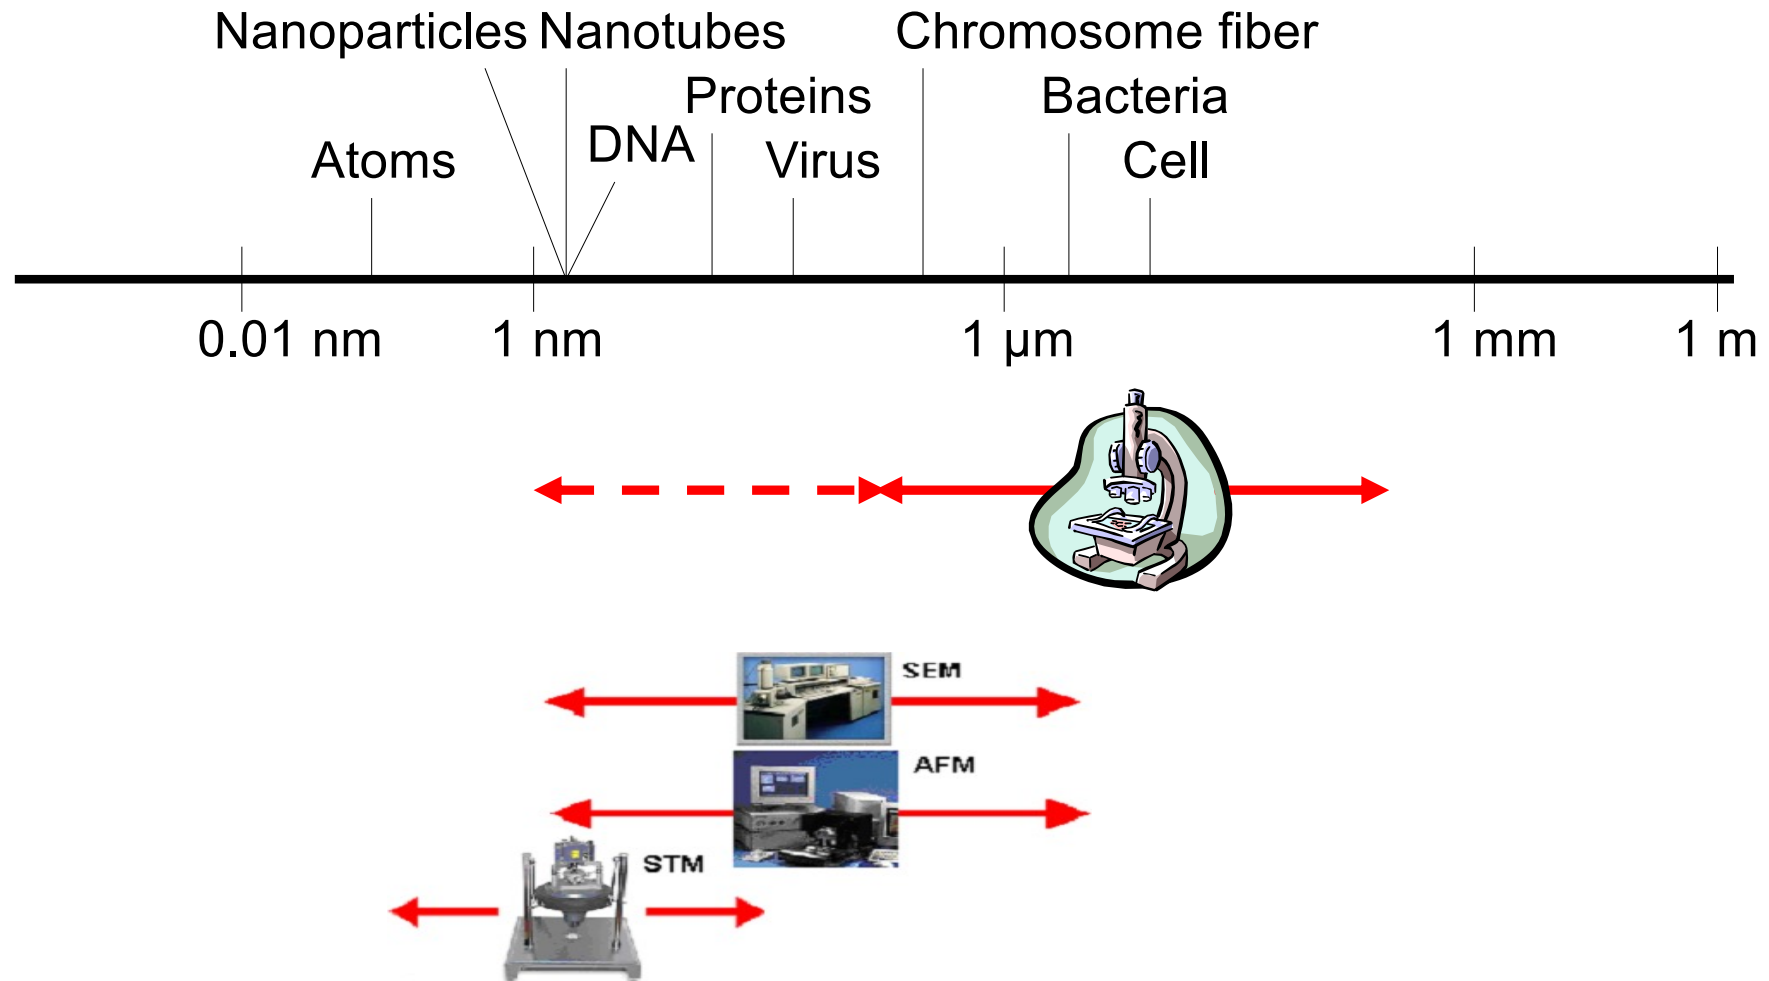 Nanoparticles Nanotubes Chromosome fiber
Proteins Bacteria
Atoms DNA Virus Cell
0.01 nm 1 nm 1 µm 1 mm 1 m
SEM
AFM
STM